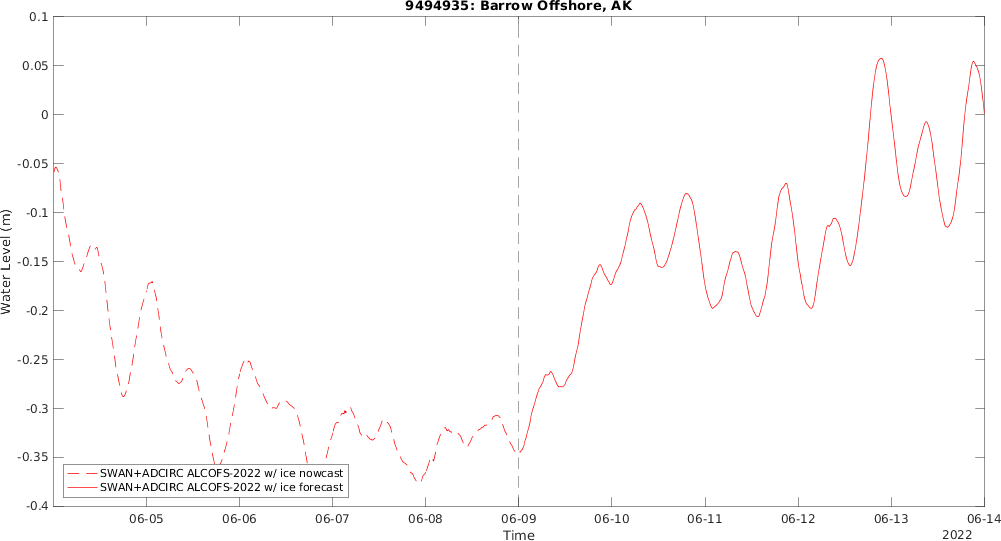 9494935: Barrow Offshore, AK
0.1
0.05
0
-0.05
-0.1
-0.15
-0.2
-0.25
-0.3
-0.35
-0.4
Water Level (m)
SWAN+ADCIRC ALCOFS-2022 w/ ice nowcast
SWAN+ADCIRC ALCOFS-2022 w/ ice forecast
06-05 06-06 06-07 06-08 06-09 06-10 06-11 06-12 06-13 06-14
Time
2022